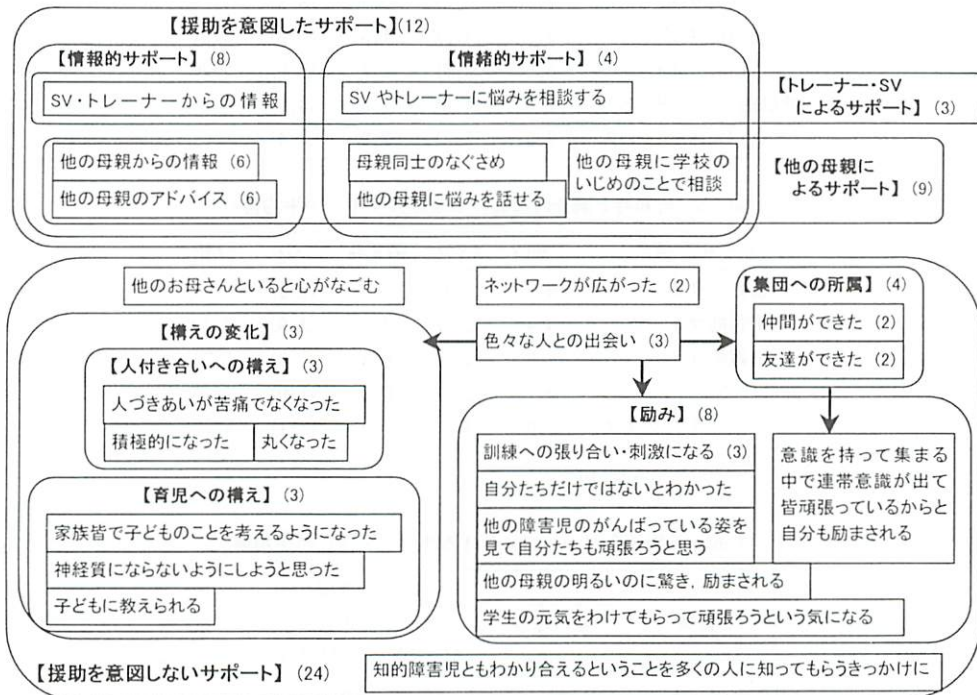 【援助を意図したサポート】(12)
【情報的サポート】(8)
【情緒的サポート】(4)
SV・トレーナーからの情報
SVやトレーナーに悩みを相談する
【トレーナー・SV
によるサポート】(3)
他の母親からの情報 (6)
他の母親のアドバイス (6)
母親同士のなぐさめ
他の母親に悩みを話せる
他の母親に学校の
いじめのことで相談
【他の母親に
よるサポート】(9)
他のお母さんといると心がなごむ
ネットワークが広がった (2)
【集団への所属】(4)
仲間ができた (2)
友達ができた (2)
【構えの変化】(3)
色々な人との出会い (3)
【人付き合いへの構え】(3)
人づきあいが苦痛でなくなった
積極的になった
丸くなった
【育児への構え】(3)
家族皆で子どものことを考えるようになった
神経質にならないようにしようと思った
子どもに教えられる
【励み】(8)
訓練への張り合い・刺激になる (3)
自分たちだけではないとわかった
他の障害児のがんばっている姿を
見て自分たちも頑張ろうと思う
他の母親の明るいのに驚き, 励まされる
学生の元気をわけてもらって頑張ろうという気になる
意識を持って集まる
中で連帯意識が出て
皆頑張っているからと
自分も励まされる
【援助を意図しないサポート】(24)
知的障害児ともわかり合えるということを多くの人に知ってもらうきっかけに